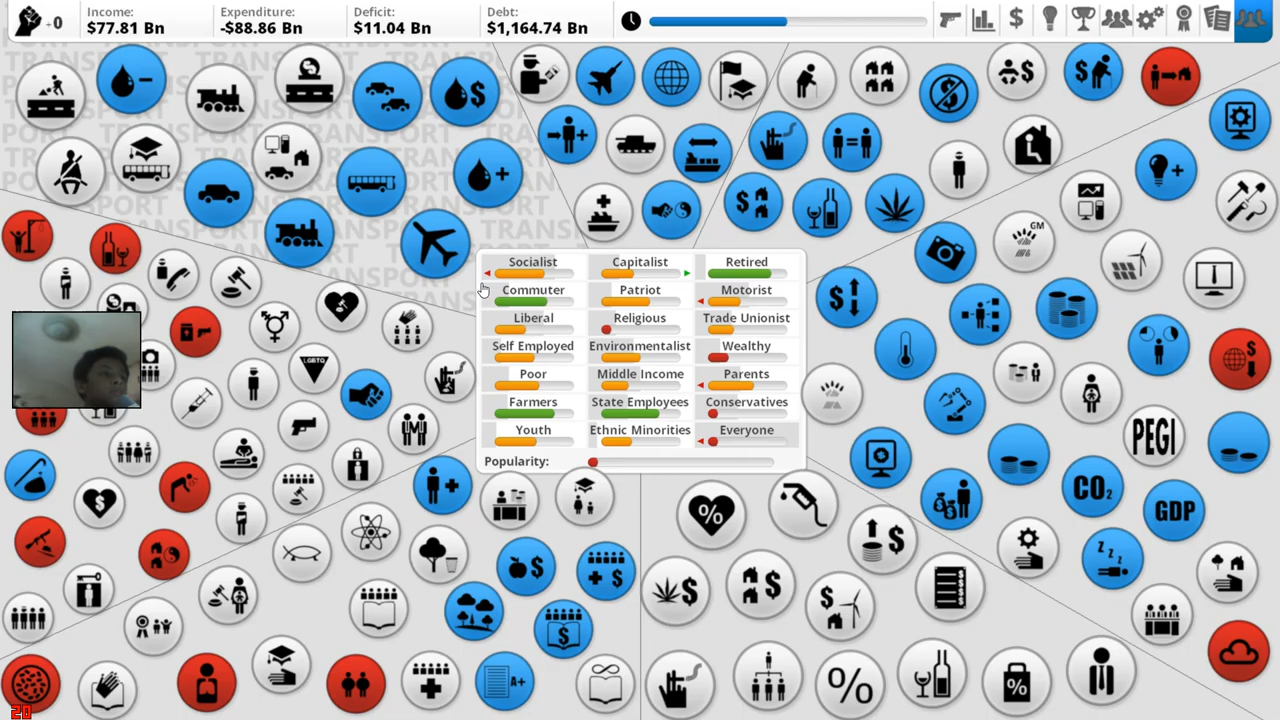 +0
Income:
$77.81 Bn
Expenditure:
-$88.86 Bn
Deficit:
$11.04 Bn
Debt:
$1,164.74 Bn
TRANSPORT
GM
LGBTQ
Socialist Capitalist Retired
Commuter Patriot Motorist
Liberal Religious Trade Unionist
Self Employed Environmentalist Wealthy
Poor Middle Income Parents
Farmers State Employees Conservatives
Youth Ethnic Minorities Everyone
Popularity:
PEGI
CO2
GDP
Z Z Z
A+
20